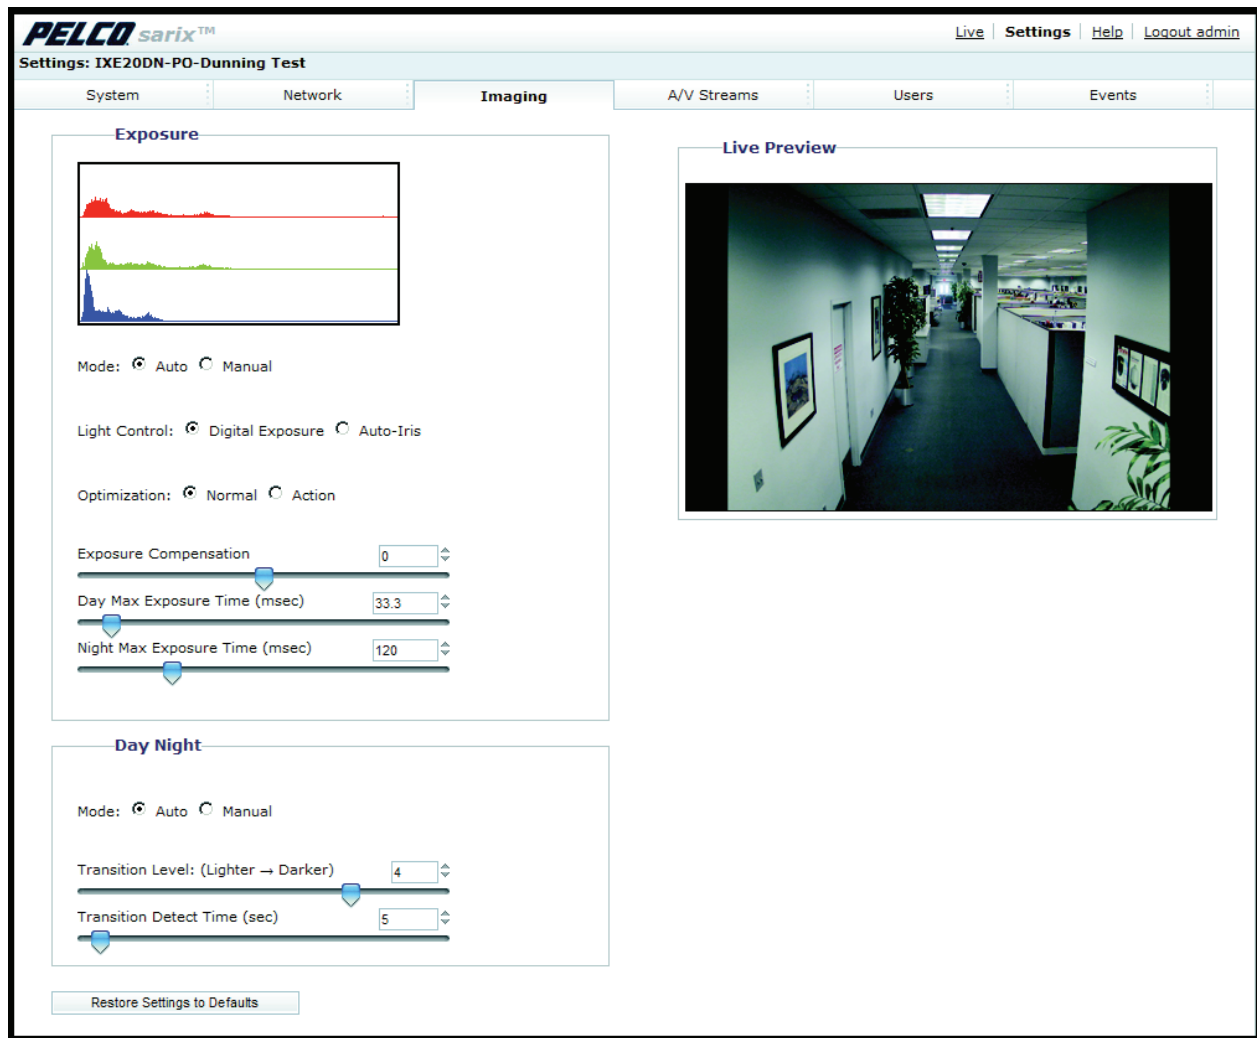 PELCO sarix™
Live | Settings | Help | Logout admin
Settings: IXE20DN-PO-Dunning Test
System Network Imaging A/V Streams Users Events
Exposure
Mode: Auto Manual
Light Control: Digital Exposure Auto-Iris
Optimization: Normal Action
Exposure Compensation 0
Day Max Exposure Time (msec) 33.3
Night Max Exposure Time (msec) 120
Day Night
Mode: Auto Manual
Transition Level: (Lighter → Darker) 4
Transition Detect Time (sec) 5
Restore Settings to Defaults
Live Preview